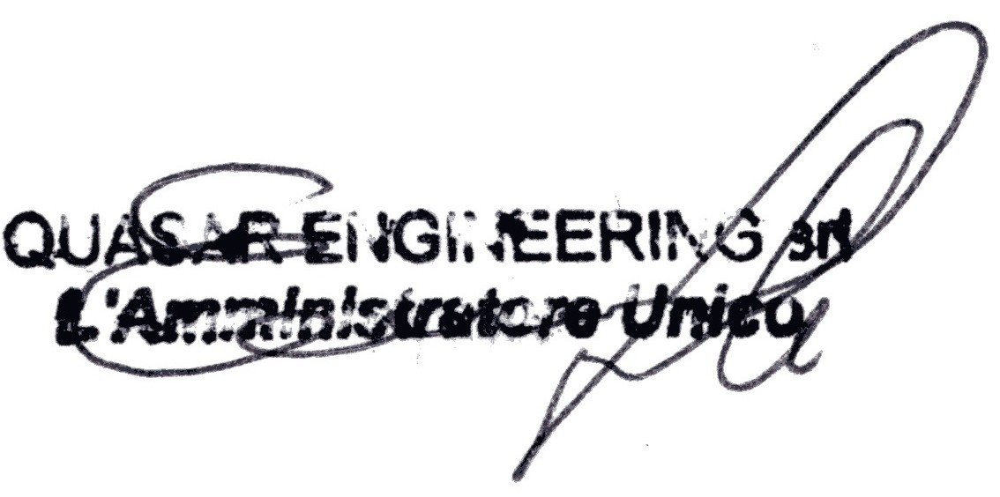 QUASAR ENGINEERING srl
L'Amministratore Unico